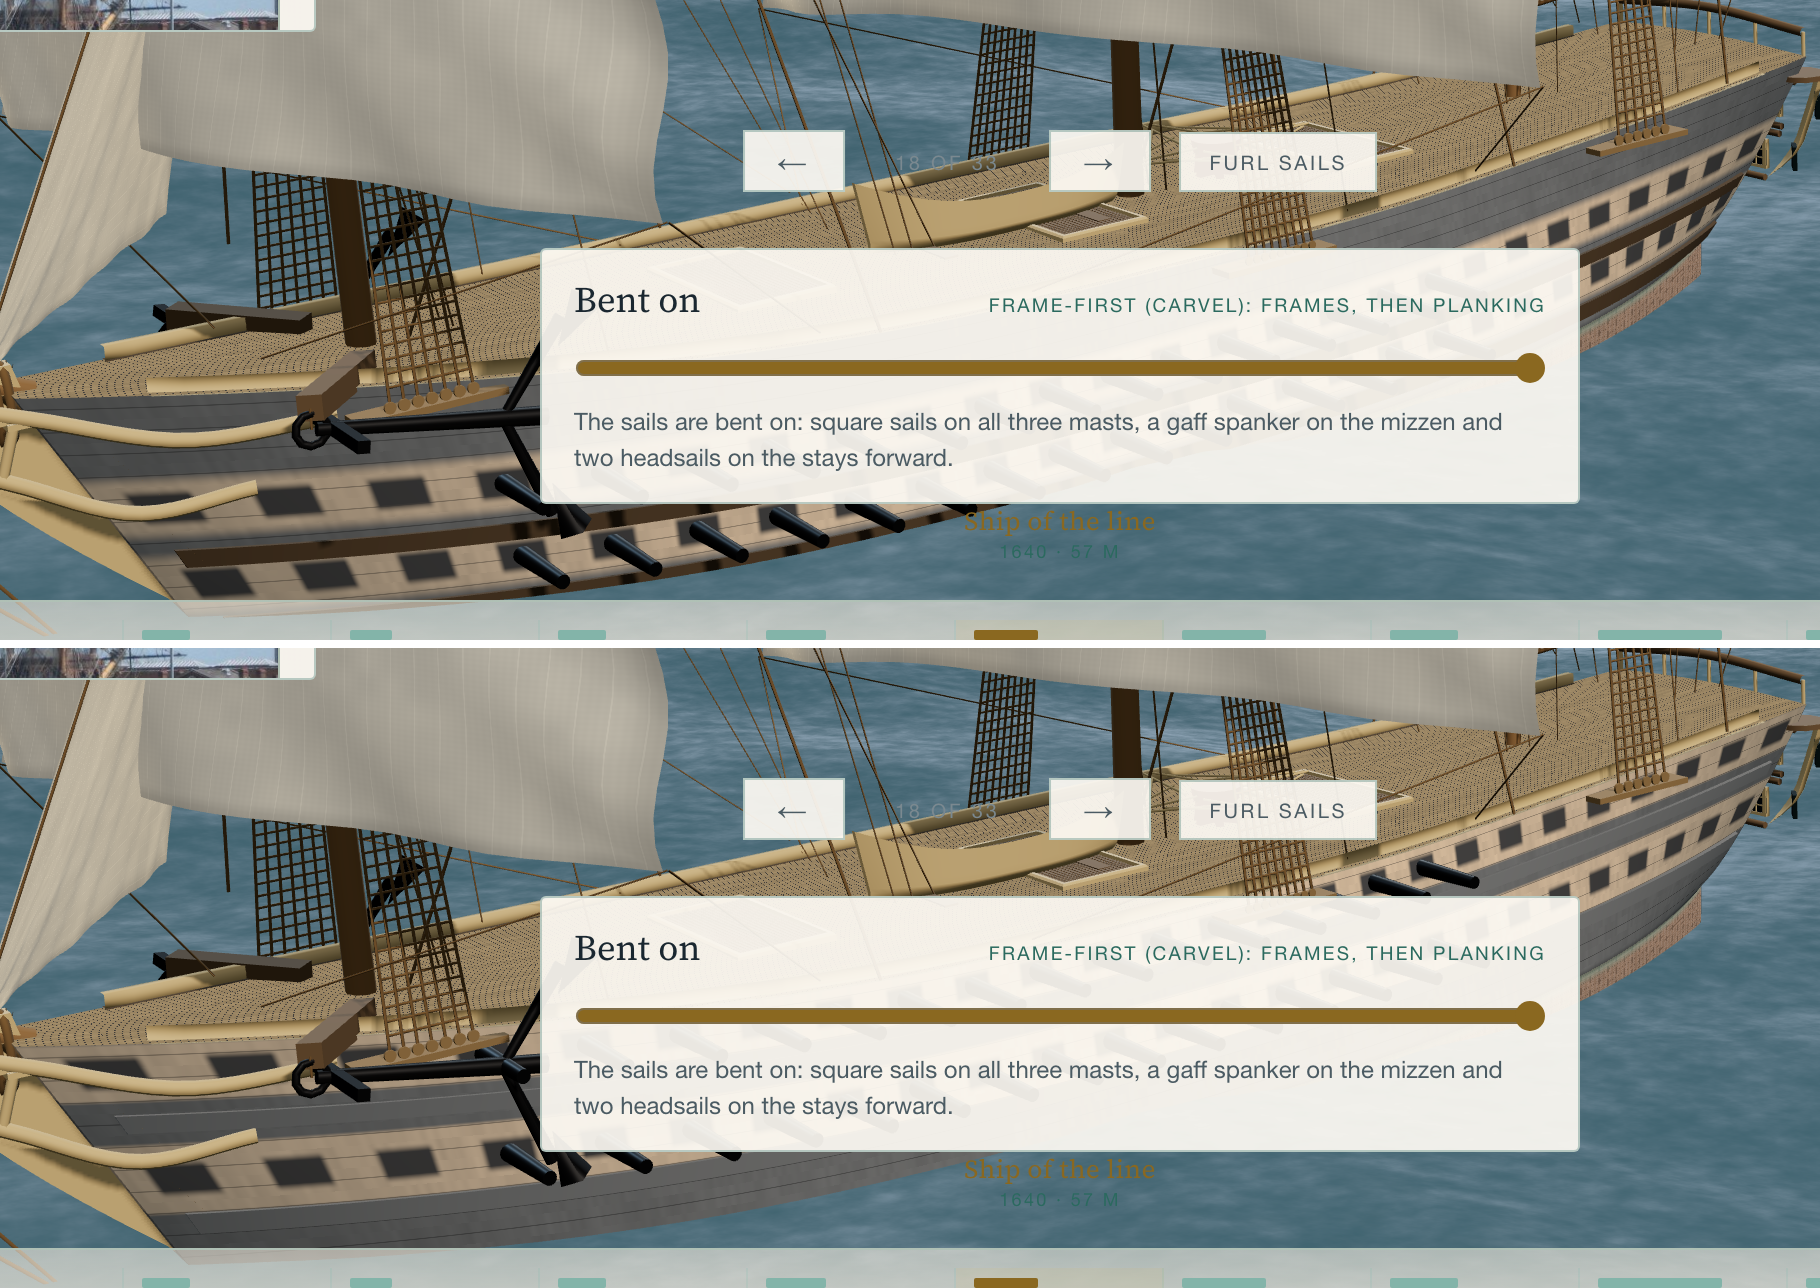 ←
18 OF 33
→
FURL SAILS
Bent on
FRAME-FIRST (CARVEL): FRAMES, THEN PLANKING
The sails are bent on: square sails on all three masts, a gaff spanker on the mizzen and
two headsails on the stays forward.
Ship of the line
1640 · 57 M
←
18 OF 33
→
FURL SAILS
Bent on
FRAME-FIRST (CARVEL): FRAMES, THEN PLANKING
The sails are bent on: square sails on all three masts, a gaff spanker on the mizzen and
two headsails on the stays forward.
Ship of the line
1640 · 57 M